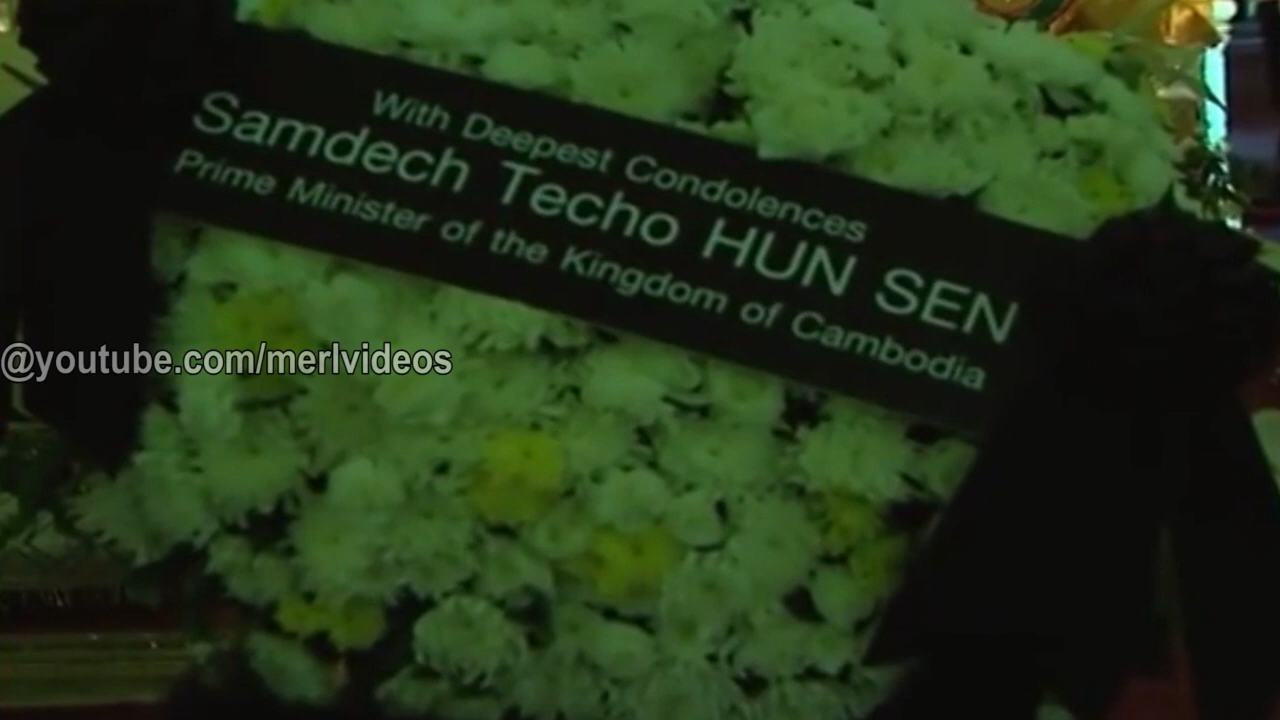 With Deepest Condolences
Samdech Techo HUN SEN
Prime Minister of the Kingdom of Cambodia
@youtube.com/merlvideos